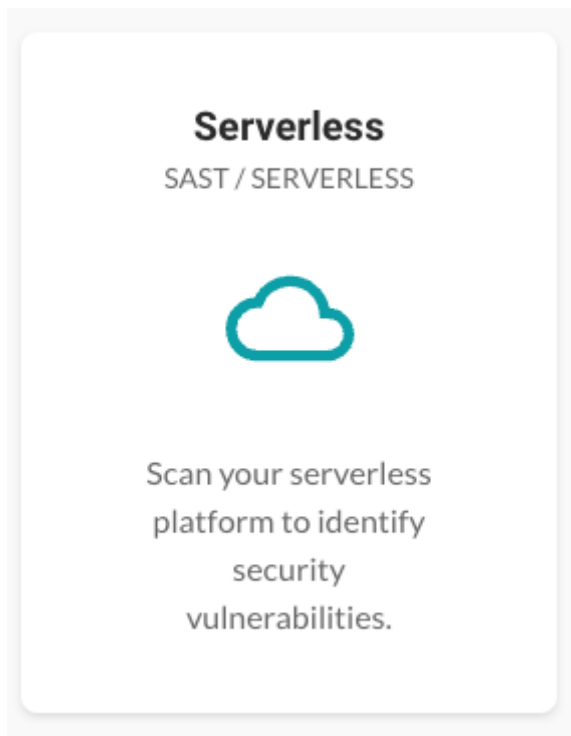 Serverless
SAST / SERVERLESS
Scan your serverless
platform to identify
security
vulnerabilities.